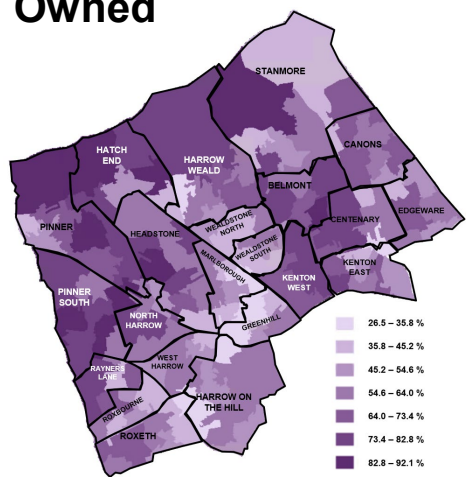 Owned
STANMORE
HATCH
END
HARROW
WEALD
CANONS
BELMONT
PINNER
HEADSTONE
WEALDSTONE
NORTH
CENTENARY
EDGEWARE
WEALDSTONE
SOUTH
MARLBOROUGH
KENTON
EAST
KENTON
WEST
PINNER
SOUTH
NORTH
HARROW
GREENHILL
WEST
HARROW
RAYNERS
LANE
HARROW ON
THE HILL
ROXBOURNE
ROXETH
26.5 – 35.8 %
35.8 – 45.2 %
45.2 – 54.6 %
54.6 – 64.0 %
64.0 – 73.4 %
73.4 – 82.8 %
82.8 – 92.1 %